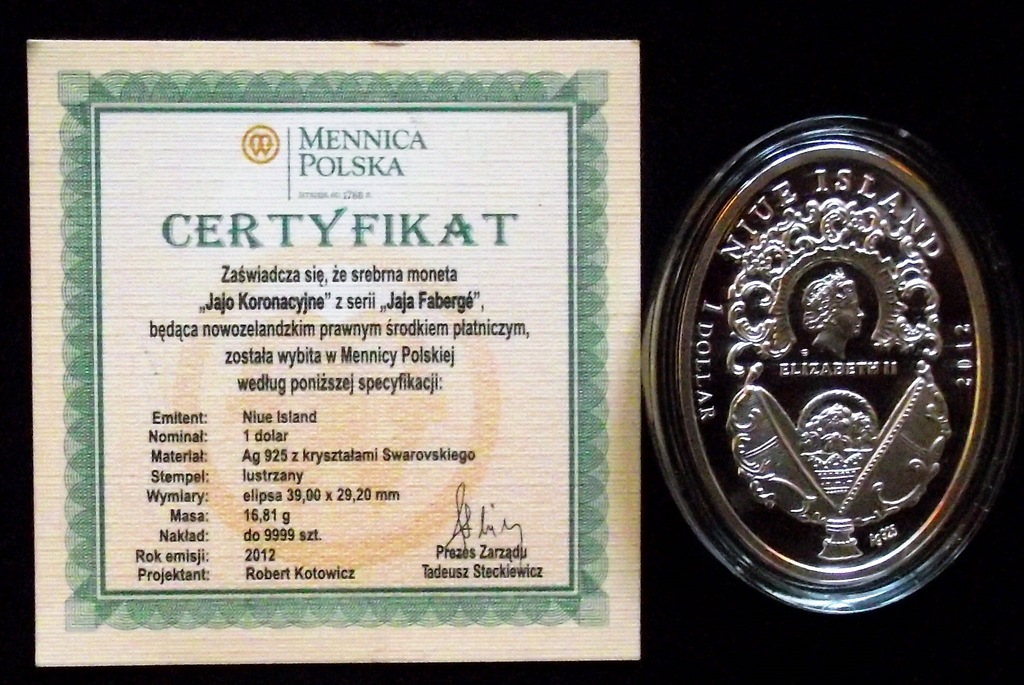 MENNICA
POLSKA
CERTYFIKAT
Zaświadcza się, że srebrna moneta
„Jajo Koronacyjne” z serii „Jaja Fabergé”,
będąca nowozelandzkim prawnym środkiem płatniczym,
została wybita w Mennicy Polskiej
według poniższej specyfikacji:
Emitent: Niue Island
Nominał: 1 dolar
Materiał: Ag 925 z kryształami Swarovskiego
Stempel: lustrzany
Wymiary: elipsa 39,00 x 29,20 mm
Masa: 16,81 g
Nakład: do 9999 szt.
Rok emisji: 2012
Projektant: Robert Kotowicz
Prezes Zarządu
Tadeusz Steckiewicz
NIUE ISLAND
1 DOLLAR
ELIZABETH II
2012
Ag925